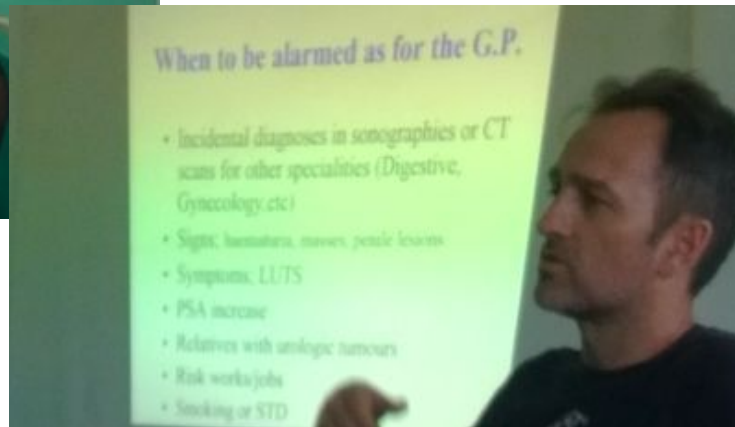 When to be alarmed as for the G.P.
• Incidental diagnoses in sonographies or CT
scans for other specialities (Digestive,
Gynecology.etc)
• Signs; haematuria, masses, penile lesions
• Symptoms; LUTS
• PSA increase
• Relatives with urologic tumours
• Risk works/jobs
• Smoking or STD